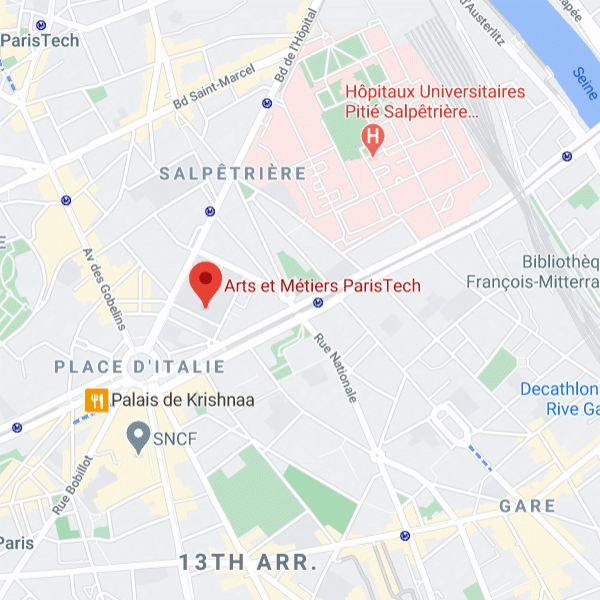 ParisTech
d'Austerlitz
Seine
Bd de l'Hôpital
Bd Saint-Marcel
Hôpitaux Universitaires
Pitié Salpêtrière...
H
SALPÊTRIÈRE
Av des Gobelins
Arts et Métiers ParisTech
Bibliothèq
François-Mitterra
PLACE D'ITALIE
Rue Nationale
Palais de Krishnaa
Decathlon
Rive Ga
SNCF
Rue Bobillot
GARE
Paris
13TH ARR.